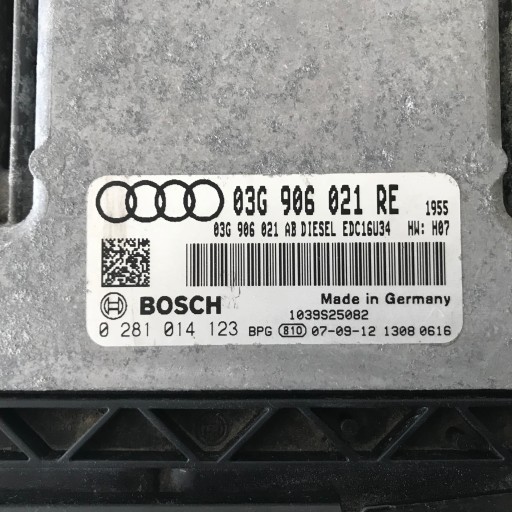 03G 906 021 RE 1955
03G 906 021 AB DIESEL EDC16U34 HW: H07
BOSCH Made in Germany
1039S25082
0 281 014 123 BPG 810 07-09-12 1308 0616